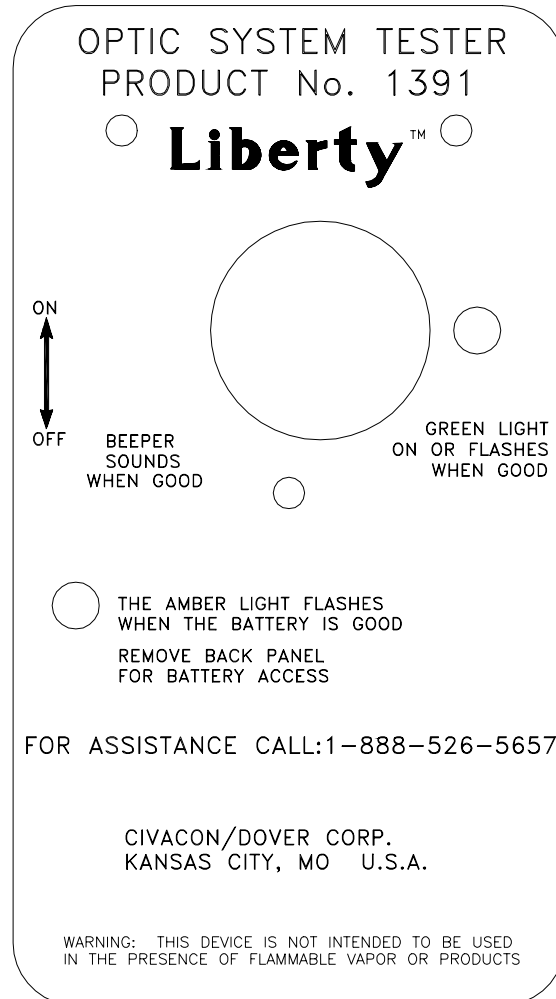 OPTIC SYSTEM TESTER
PRODUCT No. 1391
Liberty™
ON
OFF
BEEPER
SOUNDS
WHEN GOOD
GREEN LIGHT
ON OR FLASHES
WHEN GOOD
THE AMBER LIGHT FLASHES
WHEN THE BATTERY IS GOOD
REMOVE BACK PANEL
FOR BATTERY ACCESS
FOR ASSISTANCE CALL:1-888-526-5657
CIVACON/DOVER CORP.
KANSAS CITY, MO U.S.A.
WARNING: THIS DEVICE IS NOT INTENDED TO BE USED
IN THE PRESENCE OF FLAMMABLE VAPOR OR PRODUCTS